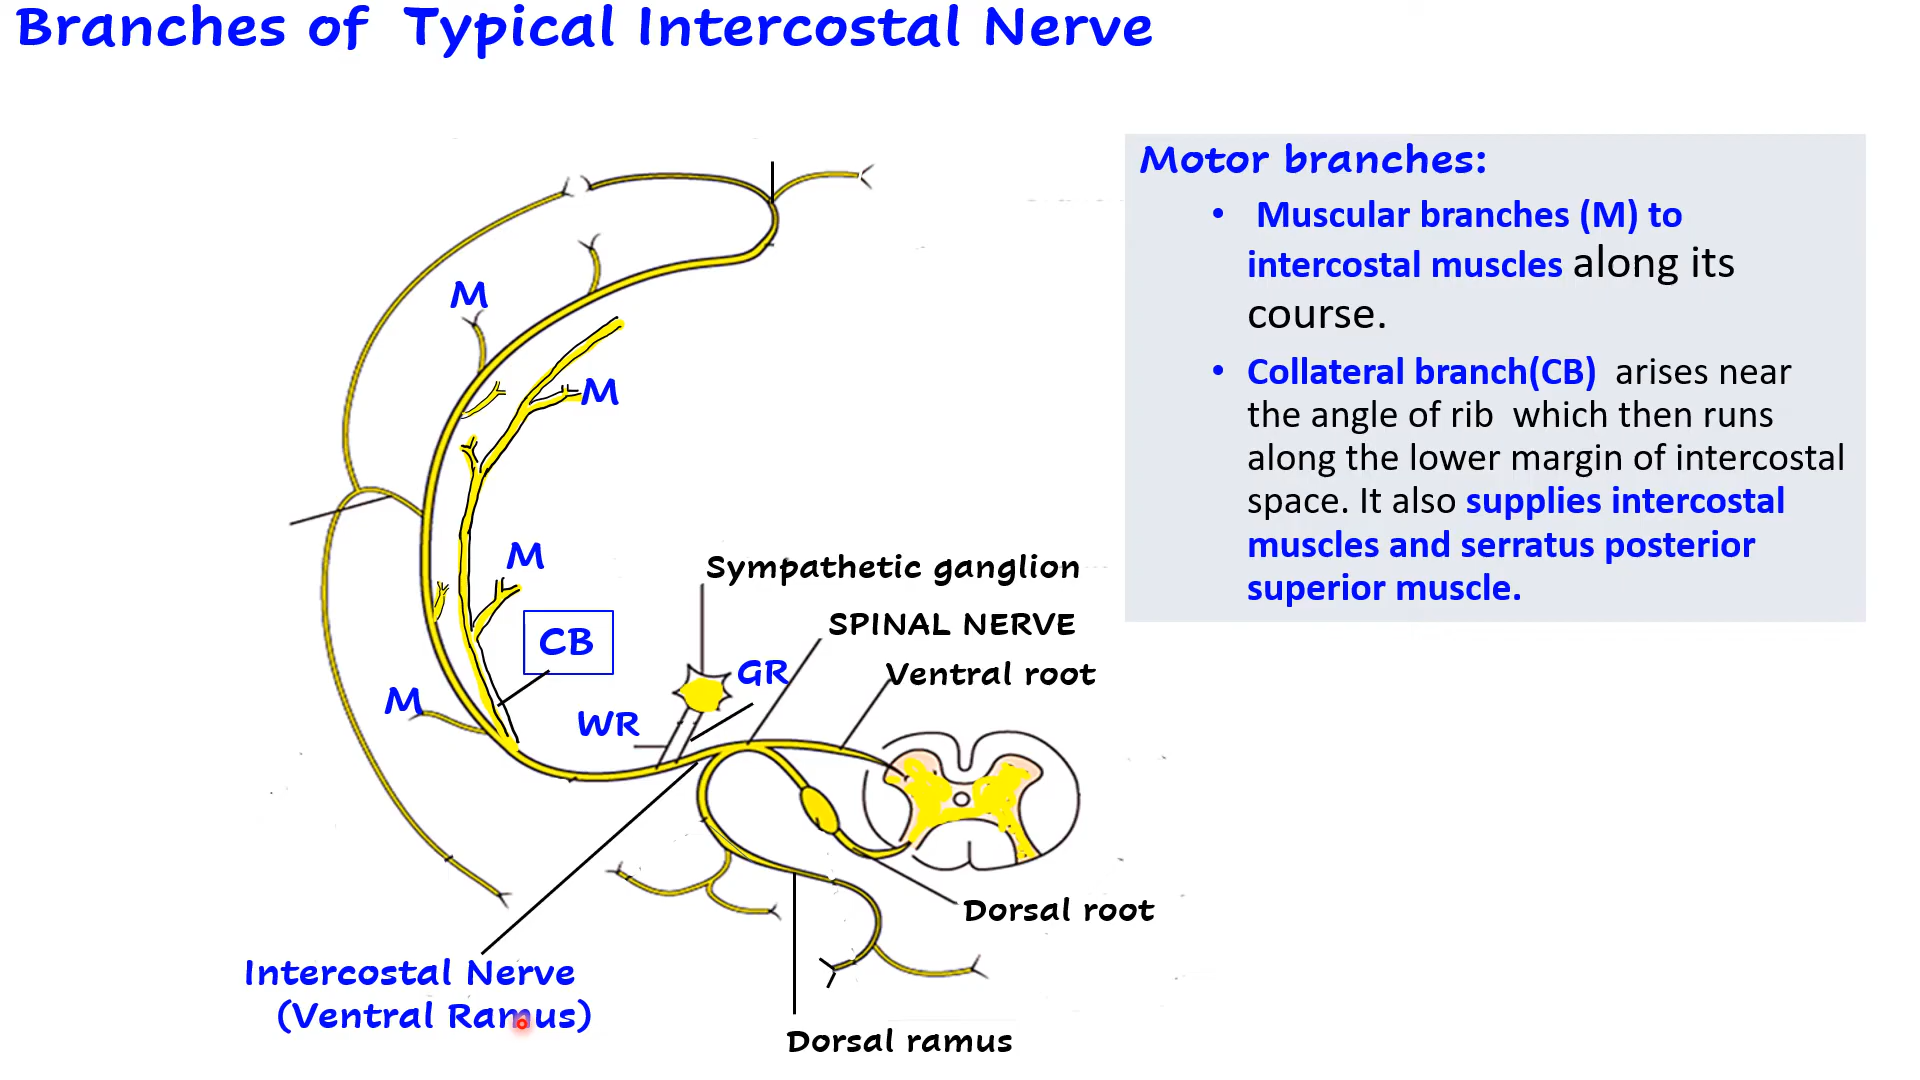 Branches of Typical Intercostal Nerve
Motor branches:
• Muscular branches (M) to
intercostal muscles along its
course.
• Collateral branch(CB) arises near
the angle of rib which then runs
along the lower margin of intercostal
space. It also supplies intercostal
muscles and serratus posterior
superior muscle.
M
M
M
Sympathetic ganglion
SPINAL NERVE
CB
GR
Ventral root
M
WR
Dorsal root
Intercostal Nerve
(Ventral Ramus)
Dorsal ramus